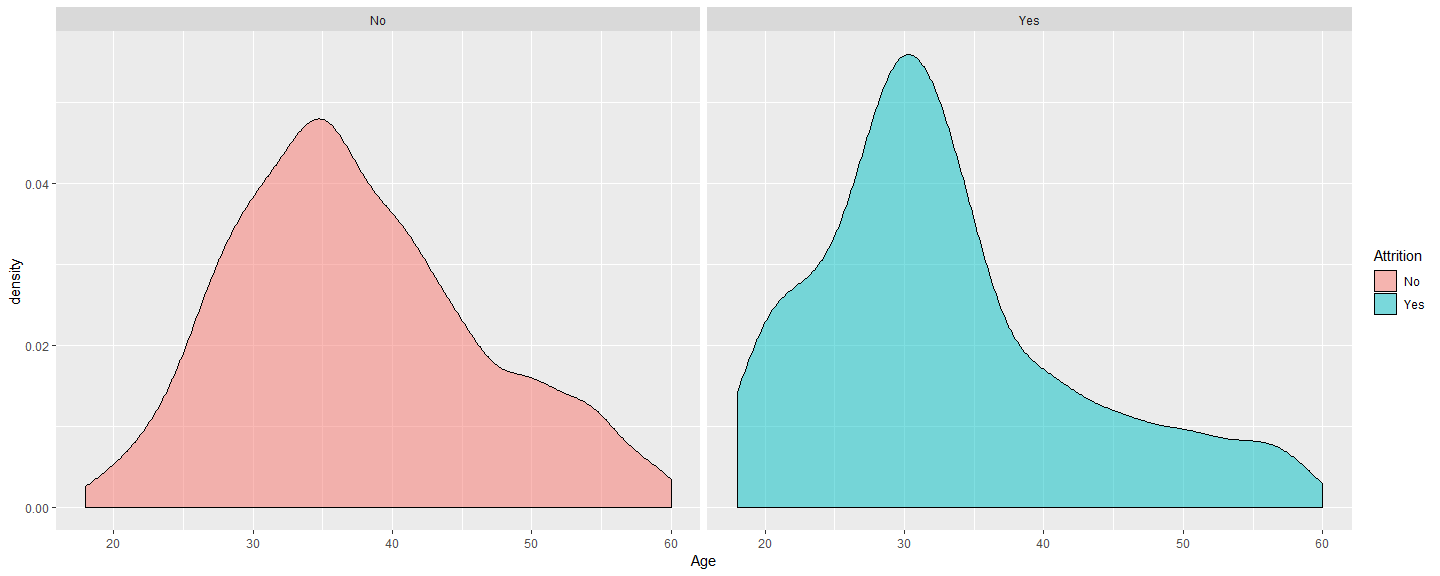 No
Yes
density
0.04
0.02
0.00
20 30 40 50 60
20 30 40 50 60
Age
Attrition
No
Yes